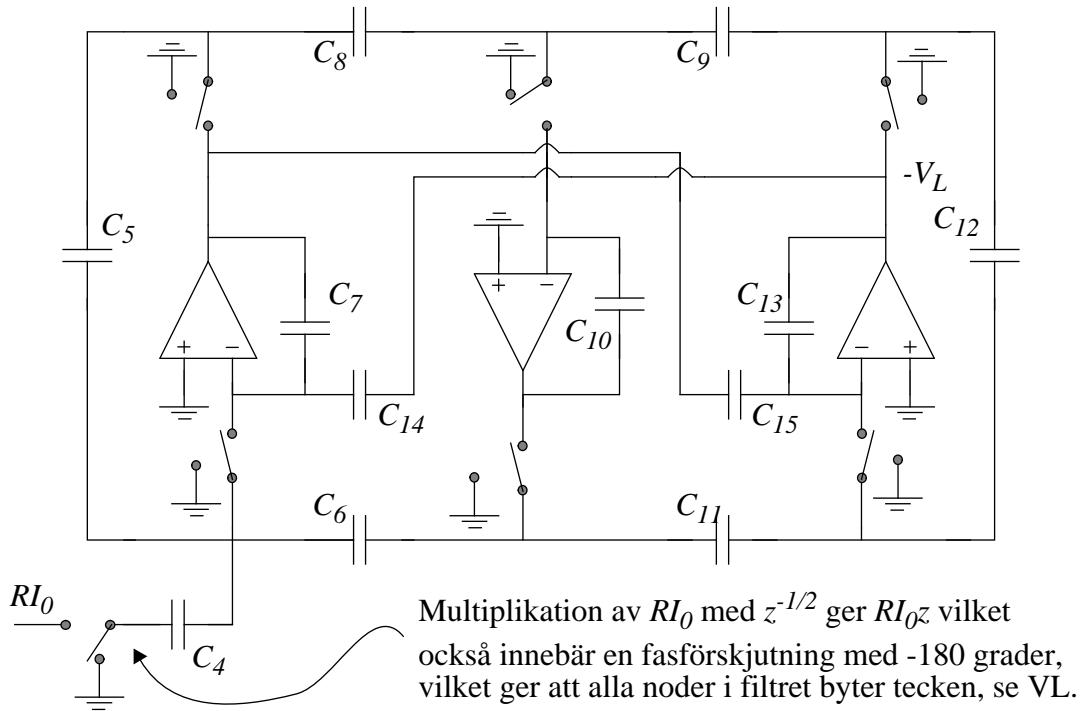 C8
C9
-VL
C5
C12
+ -
C7
+ -
C10
C13
- +
C14
C15
C6
C11
RI0
C4
Multiplikation av RI0 med z-1/2 ger RI0z vilket
också innebär en fasförskjutning med -180 grader,
vilket ger att alla noder i filtret byter tecken, se VL.